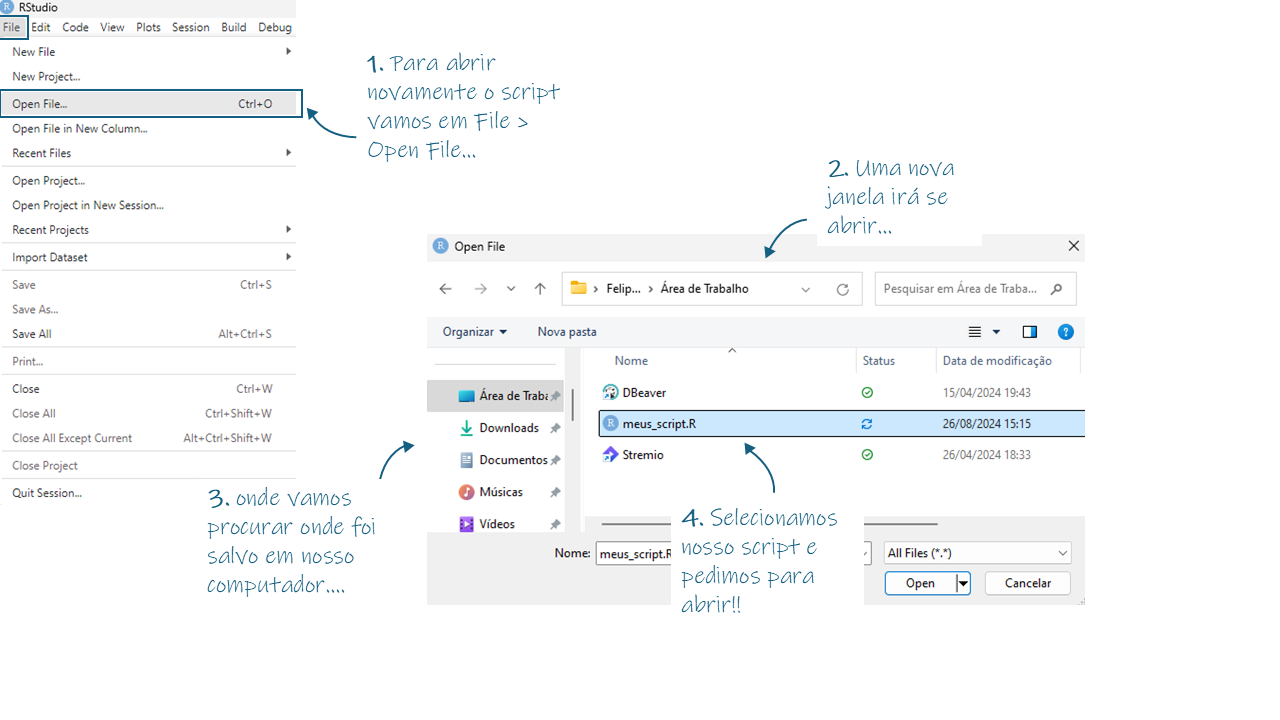 RStudio
File Edit Code View Plots Session Build Debug
New File
New Project...
Open File... Ctrl+O
Open File in New Column...
Recent Files
Open Project...
Open Project in New Session...
Recent Projects
Import Dataset
Save Ctrl+S
Save As...
Save All Alt+Ctrl+S
Print...
Close Ctrl+W
Close All Ctrl+Shift+W
Close All Except Current Alt+Ctrl+Shift+W
Close Project
Quit Session...
1. Para abrir
novamente o script
vamos em File >
Open File...
2. Uma nova
janela irá se
abrir...
Open File
Felip... Área de Trabalho
Pesquisar em Área de Traba...
Organizar Nova pasta
Nome Status Data de modificação
Área de Traba
Downloads
Documentos
Músicas
Vídeos
DBeaver 15/04/2024 19:43
meus_script.R 26/08/2024 15:15
Stremio 26/04/2024 18:33
3. onde vamos
procurar onde foi
salvo em nosso
computador....
4. Selecionamos
nosso script e
pedimos para
abrir!!
Nome: meus_script.R
All Files (*.*)
Open Cancelar